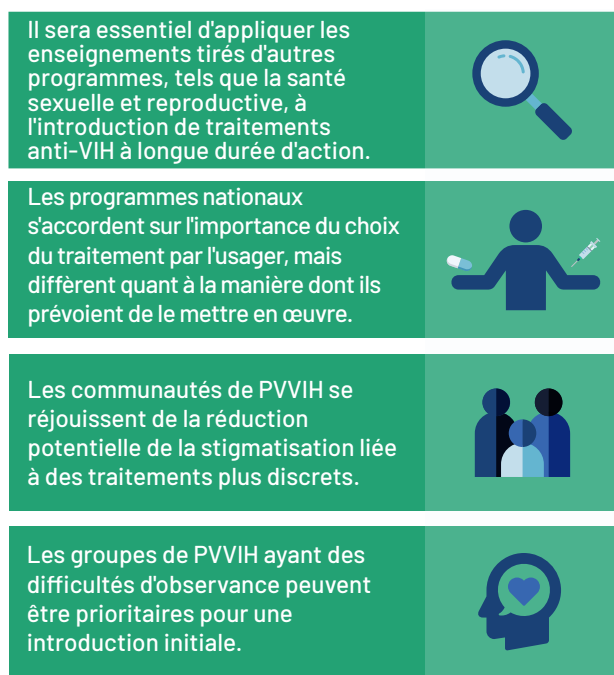 Il sera essentiel d'appliquer les
enseignements tirés d'autres
programmes, tels que la santé
sexuelle et reproductive, à
l'introduction de traitements
anti-VIH à longue durée d'action.
Les programmes nationaux
s'accordent sur l'importance du choix
du traitement par l'usager, mais
diffèrent quant à la manière dont ils
prévoient de le mettre en œuvre.
Les communautés de PVVIH se
réjouissent de la réduction
potentielle de la stigmatisation liée
à des traitements plus discrets.
Les groupes de PVVIH ayant des
difficultés d'observance peuvent
être prioritaires pour une
introduction initiale.